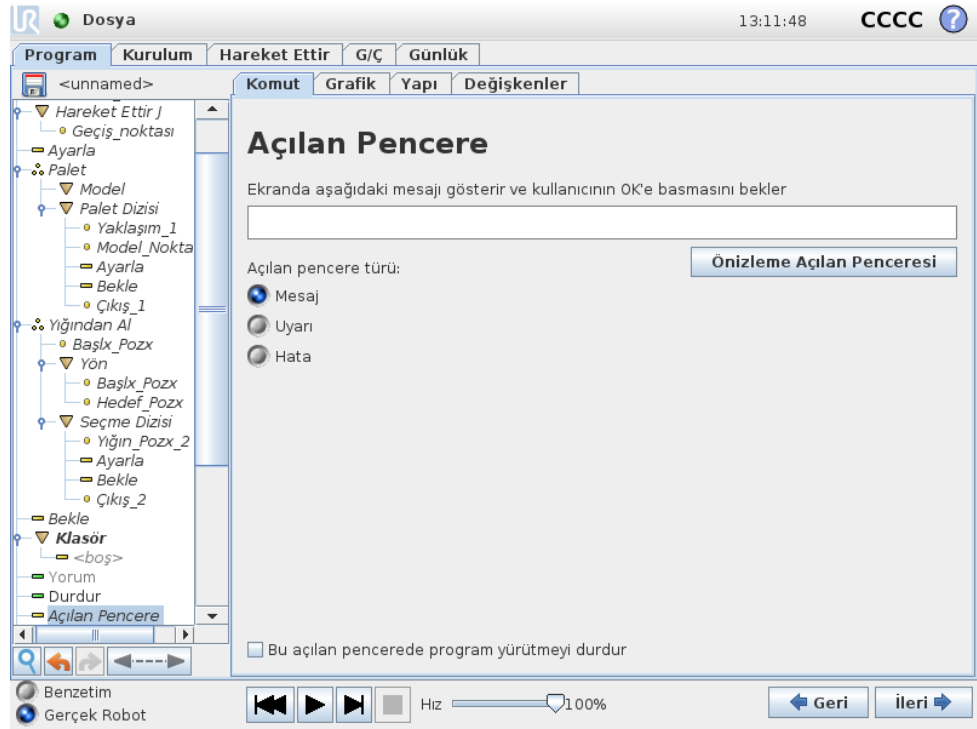 UR Dosya 13:11:48 CCCC ?
Program Kurulum Hareket Ettir G/Ç Günlük
<unnamed>
Komut Grafik Yapı Değişkenler
Hareket Ettir J
Geçiş_noktası
Ayarla
Palet
Model
Palet Dizisi
Yaklaşım_1
Model_Nokta
Ayarla
Bekle
Çıkış_1
Yığından Al
Başlx_Pozx
Yön
Başlx_Pozx
Hedef_Pozx
Seçme Dizisi
Yığın_Pozx_2
Ayarla
Bekle
Çıkış_2
Bekle
Klasör
<boş>
Yorum
Durdur
Açılan Pencere
Açılan Pencere
Ekranda aşağıdaki mesajı gösterir ve kullanıcının OK'e basmasını bekler
Önizleme Açılan Penceresi
Açılan pencere türü:
Mesaj
Uyarı
Hata
Bu açılan pencerede program yürütmeyi durdur
Benzetim
Gerçek Robot
Hız 100%
Geri İleri